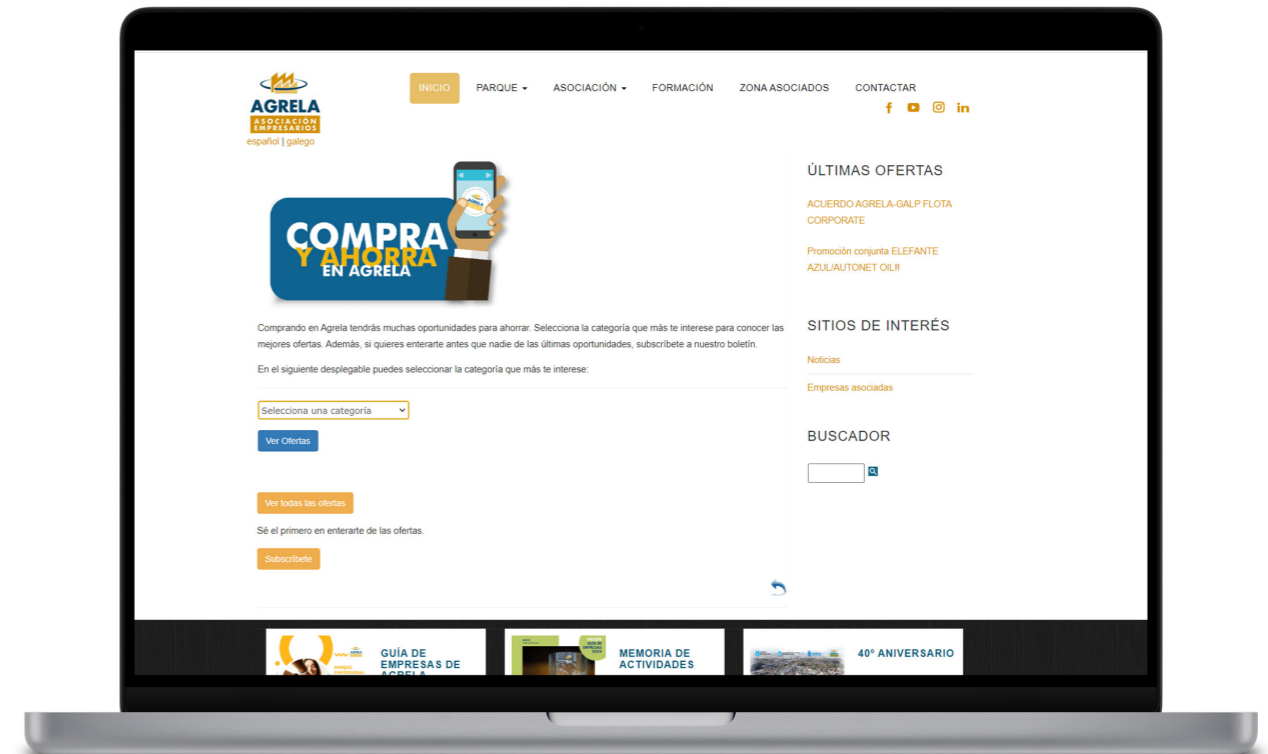 AGRELA
ASOCIACIÓN
EMPRESARIOS
español | galego
INICIO
PARQUE
ASOCIACIÓN
FORMACIÓN
ZONA ASOCIADOS
CONTACTAR
COMPRA
Y AHORRA
EN AGRELA
Comprando en Agrela tendrás muchas oportunidades para ahorrar. Selecciona la categoría que más te interese para conocer las
mejores ofertas. Además, si quieres enterarte antes que nadie de las últimas oportunidades, subscríbete a nuestro boletín.
En el siguiente desplegable puedes seleccionar la categoría que más te interese:
Selecciona una categoría
Ver Ofertas
Ver todas las ofertas
Sé el primero en enterarte de las ofertas.
Subscríbete
ÚLTIMAS OFERTAS
ACUERDO AGRELA-GALP FLOTA
CORPORATE
Promoción conjunta ELEFANTE
AZUL/AUTONET OIL!!
SITIOS DE INTERÉS
Noticias
Empresas asociadas
BUSCADOR
GUÍA DE
EMPRESAS DE
AGRELA
MEMORIA DE
ACTIVIDADES
40º ANIVERSARIO